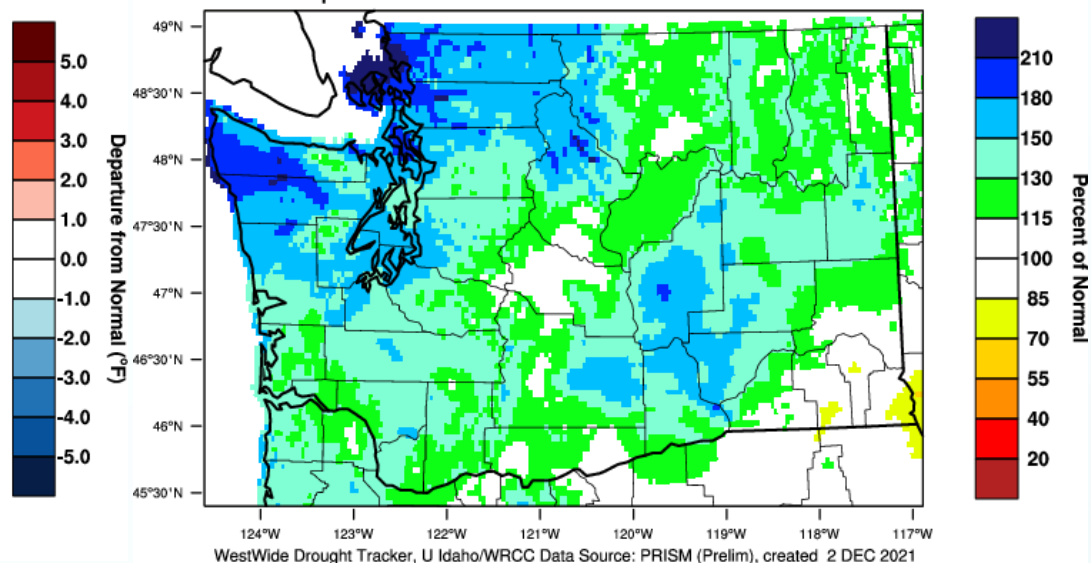 5.0
4.0
3.0
2.0
1.0
0.0
-1.0
-2.0
-3.0
-4.0
-5.0
Departure from Normal (°F)
49°N
48°30'N
48°N
47°30'N
47°N
46°30'N
46°N
45°30'N
124°W
123°W
122°W
121°W
120°W
119°W
118°W
117°W
WestWide Drought Tracker, U Idaho/WRCC Data Source: PRISM (Prelim), created 2 DEC 2021
210
180
150
130
115
100
85
70
55
40
20
Percent of Normal